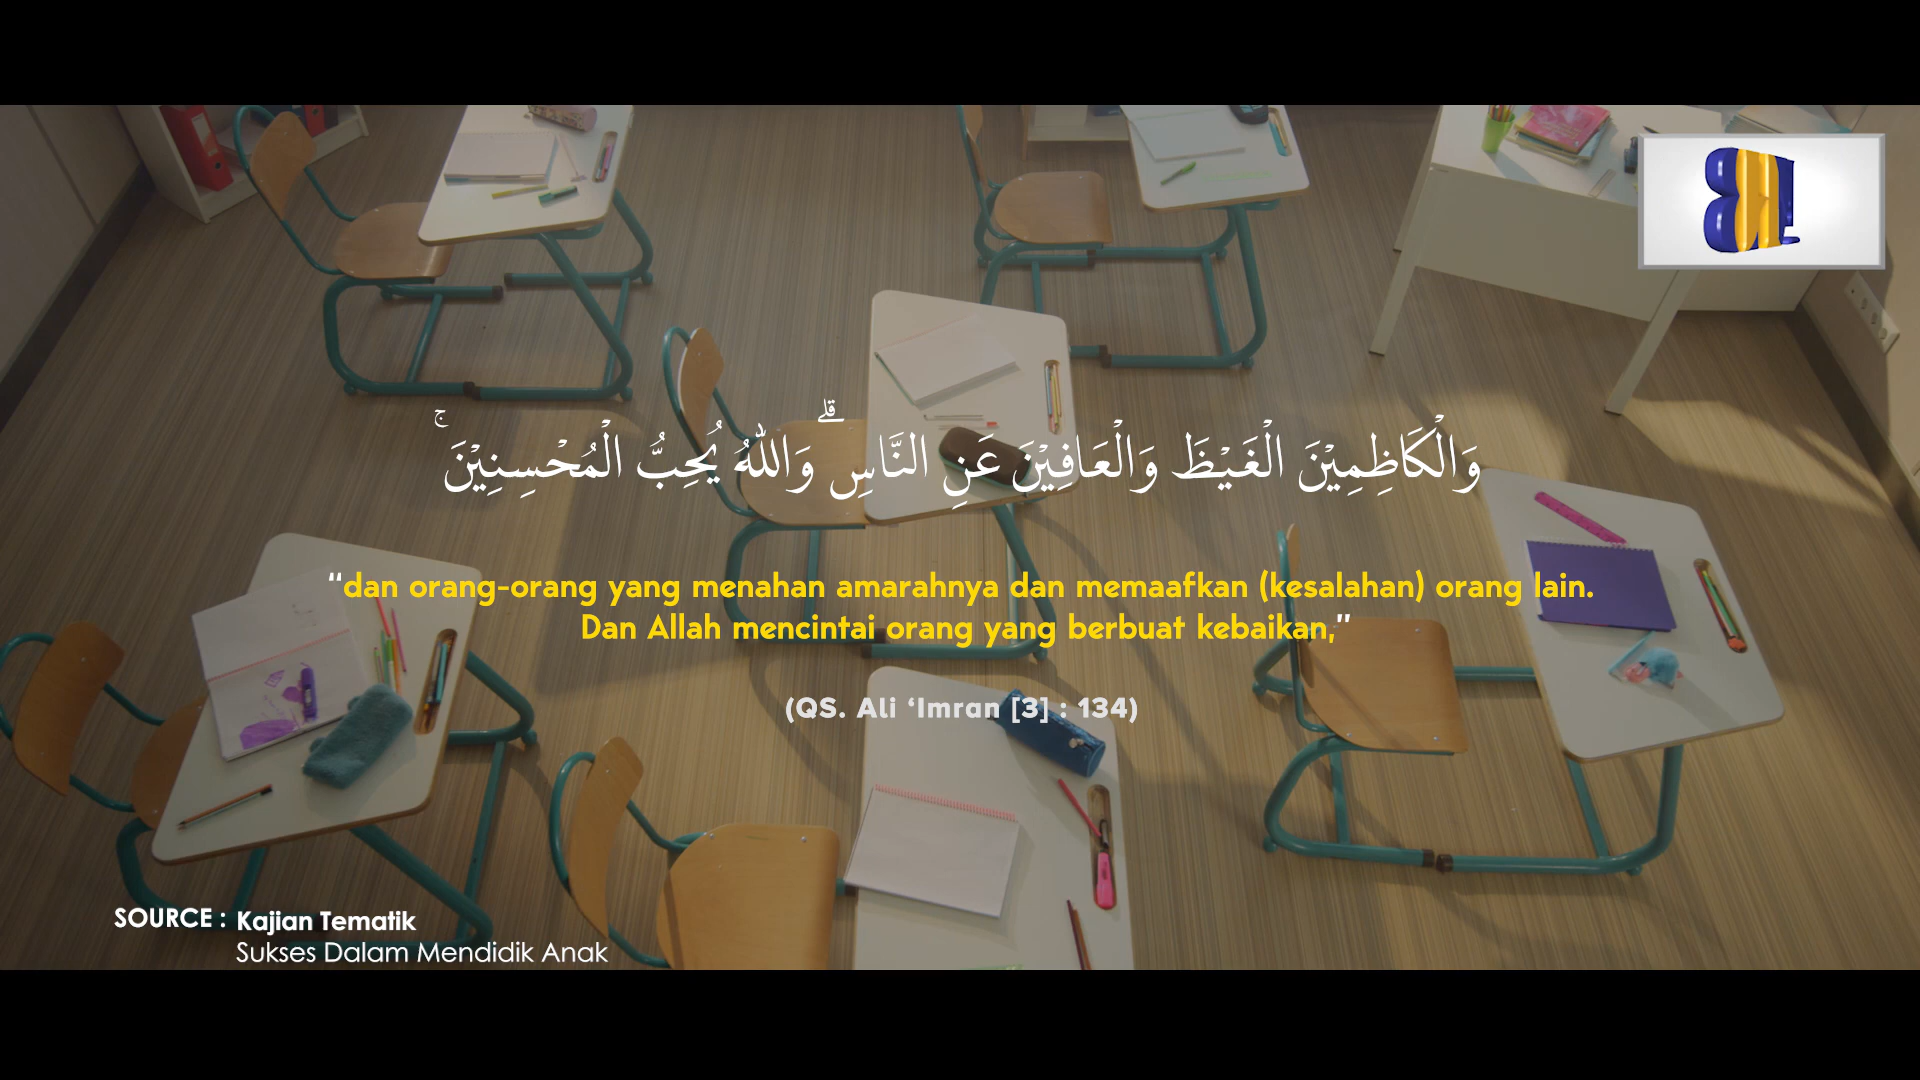 وَالْكَاظِمِيْنَ الْغَيْظَ وَالْعَافِيْنَ عَنِ النَّاسِۗ وَاللّٰهُ يُحِبُّ الْمُحْسِنِيْنَۚ
“dan orang-orang yang menahan amarahnya dan memaafkan (kesalahan) orang lain.
Dan Allah mencintai orang yang berbuat kebaikan,”
(QS. Ali ‘Imran [3] : 134)
SOURCE : Kajian Tematik
Sukses Dalam Mendidik Anak